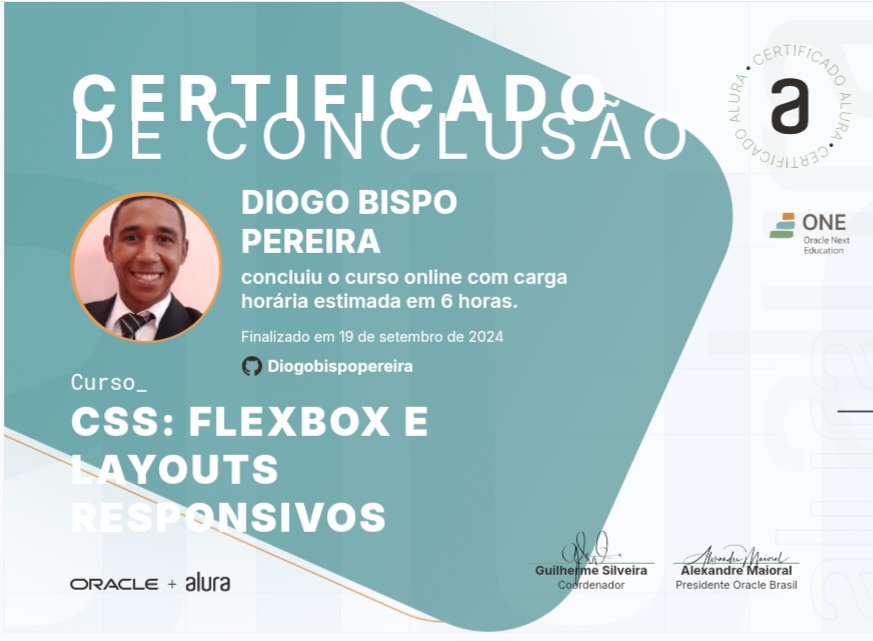 CERTIFICADO
DE CONCLUSÃO
CERTIFICADO ALURA • CERTIFICADO ALURA •
a
ONE
Oracle Next
Education
DIOGO BISPO
PEREIRA
concluiu o curso online com carga
horária estimada em 6 horas.
Finalizado em 19 de setembro de 2024
Diogobispopereira
Curso_
CSS: FLEXBOX E
LAYOUTS
RESPONSIVOS
ORACLE + alura
Guilherme Silveira
Coordenador
Alexandre Maioral
Alexandre Maioral
Presidente Oracle Brasil